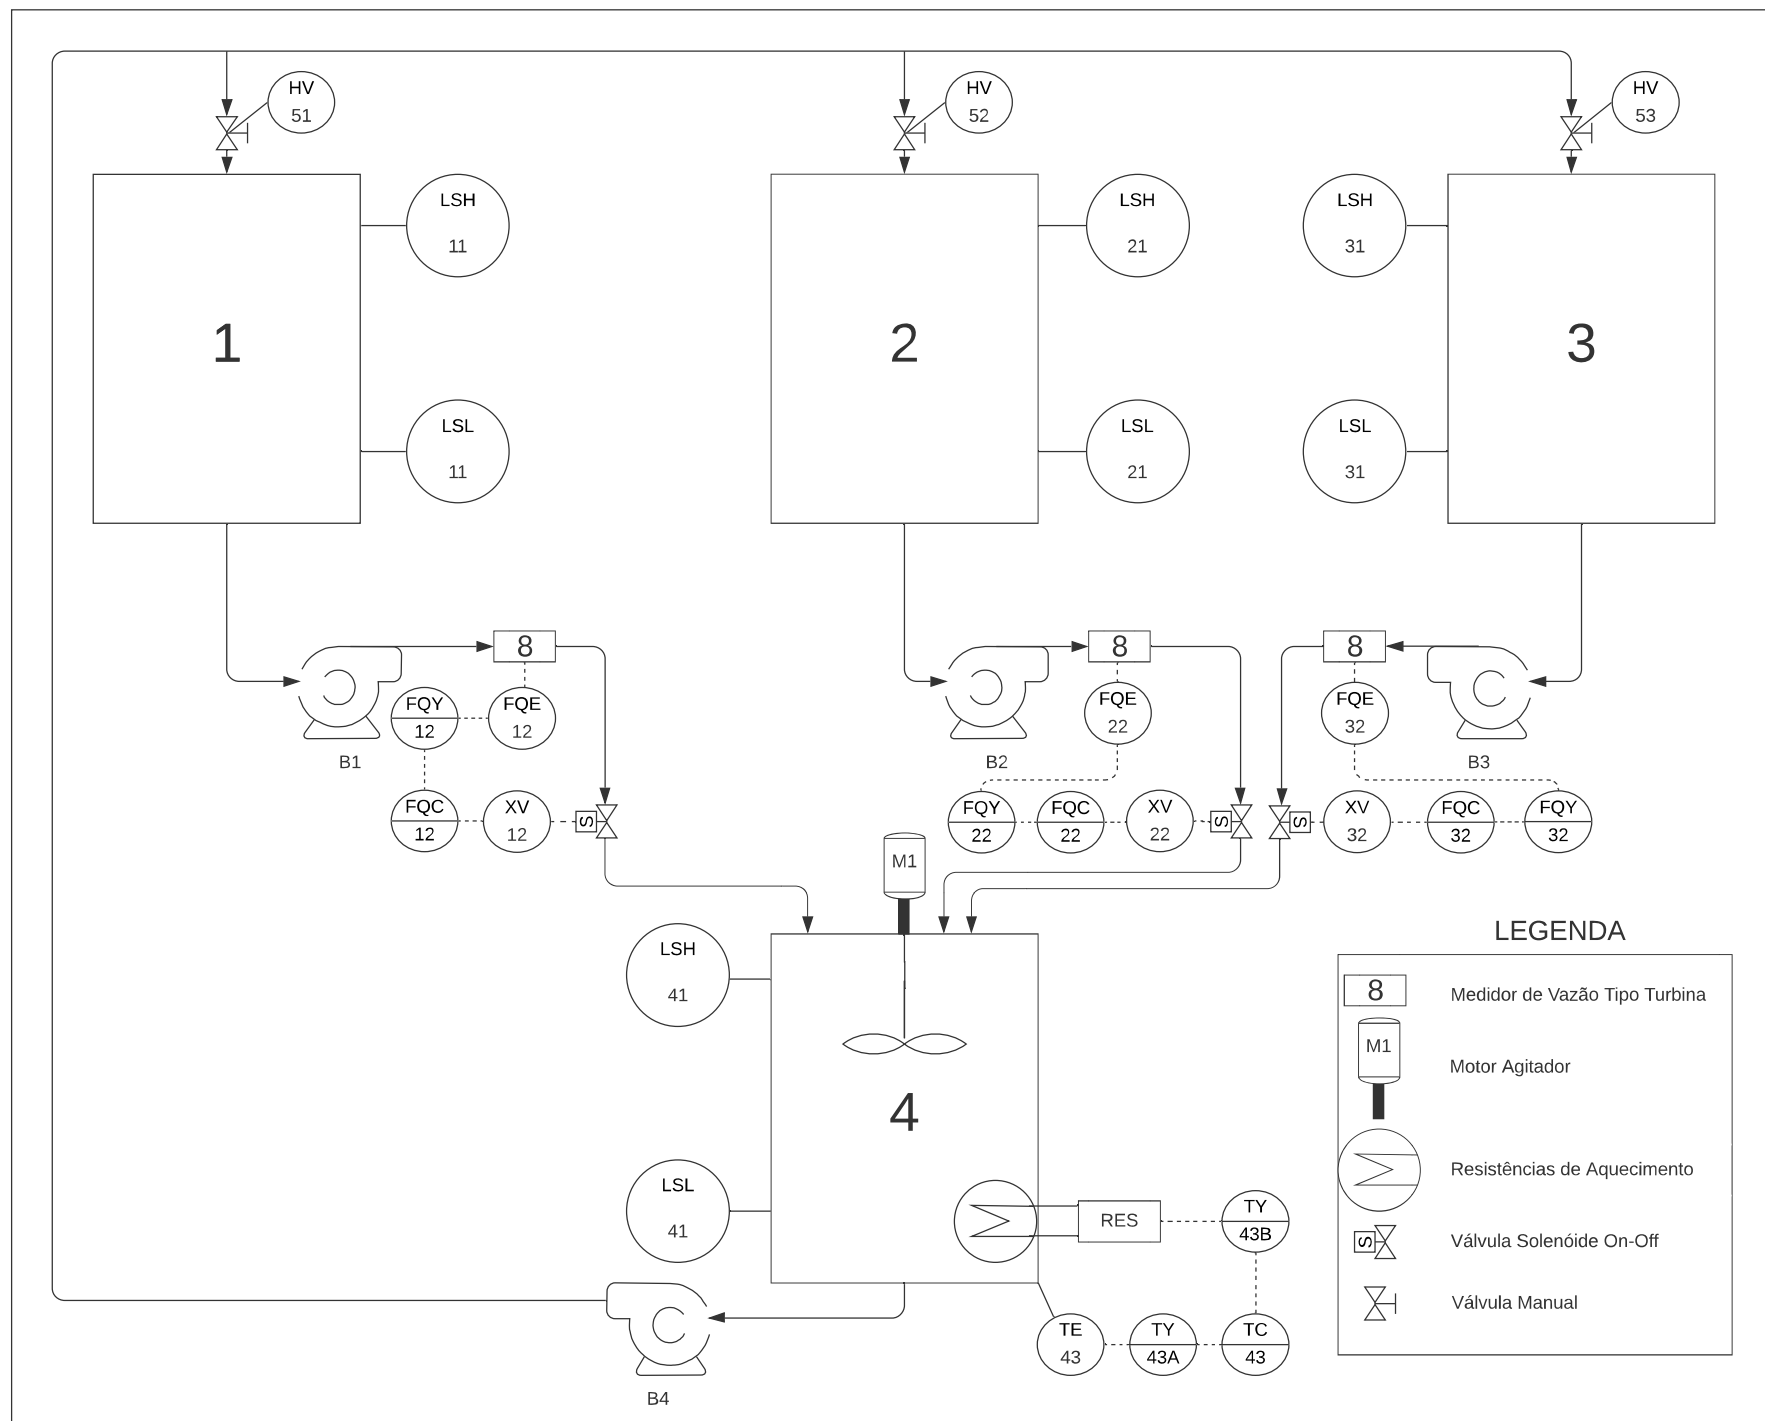 HV
51
HV
52
HV
53
LSH
11
LSH
21
LSH
31
1
2
3
LSL
11
LSL
21
LSL
31
8
8
8
FQY
12
FQE
12
FQE
22
FQE
32
B1
B2
B3
FQC
12
XV
12
S
FQY
22
FQC
22
XV
22
S
S
XV
32
FQC
32
FQY
32
M1
LSH
41
4
LSL
41
RES
TY
43B
TE
43
TY
43A
TC
43
B4
LEGENDA
8
Medidor de Vazão Tipo Turbina
M1
Motor Agitador
Resistências de Aquecimento
S
Válvula Solenóide On-Off
Válvula Manual